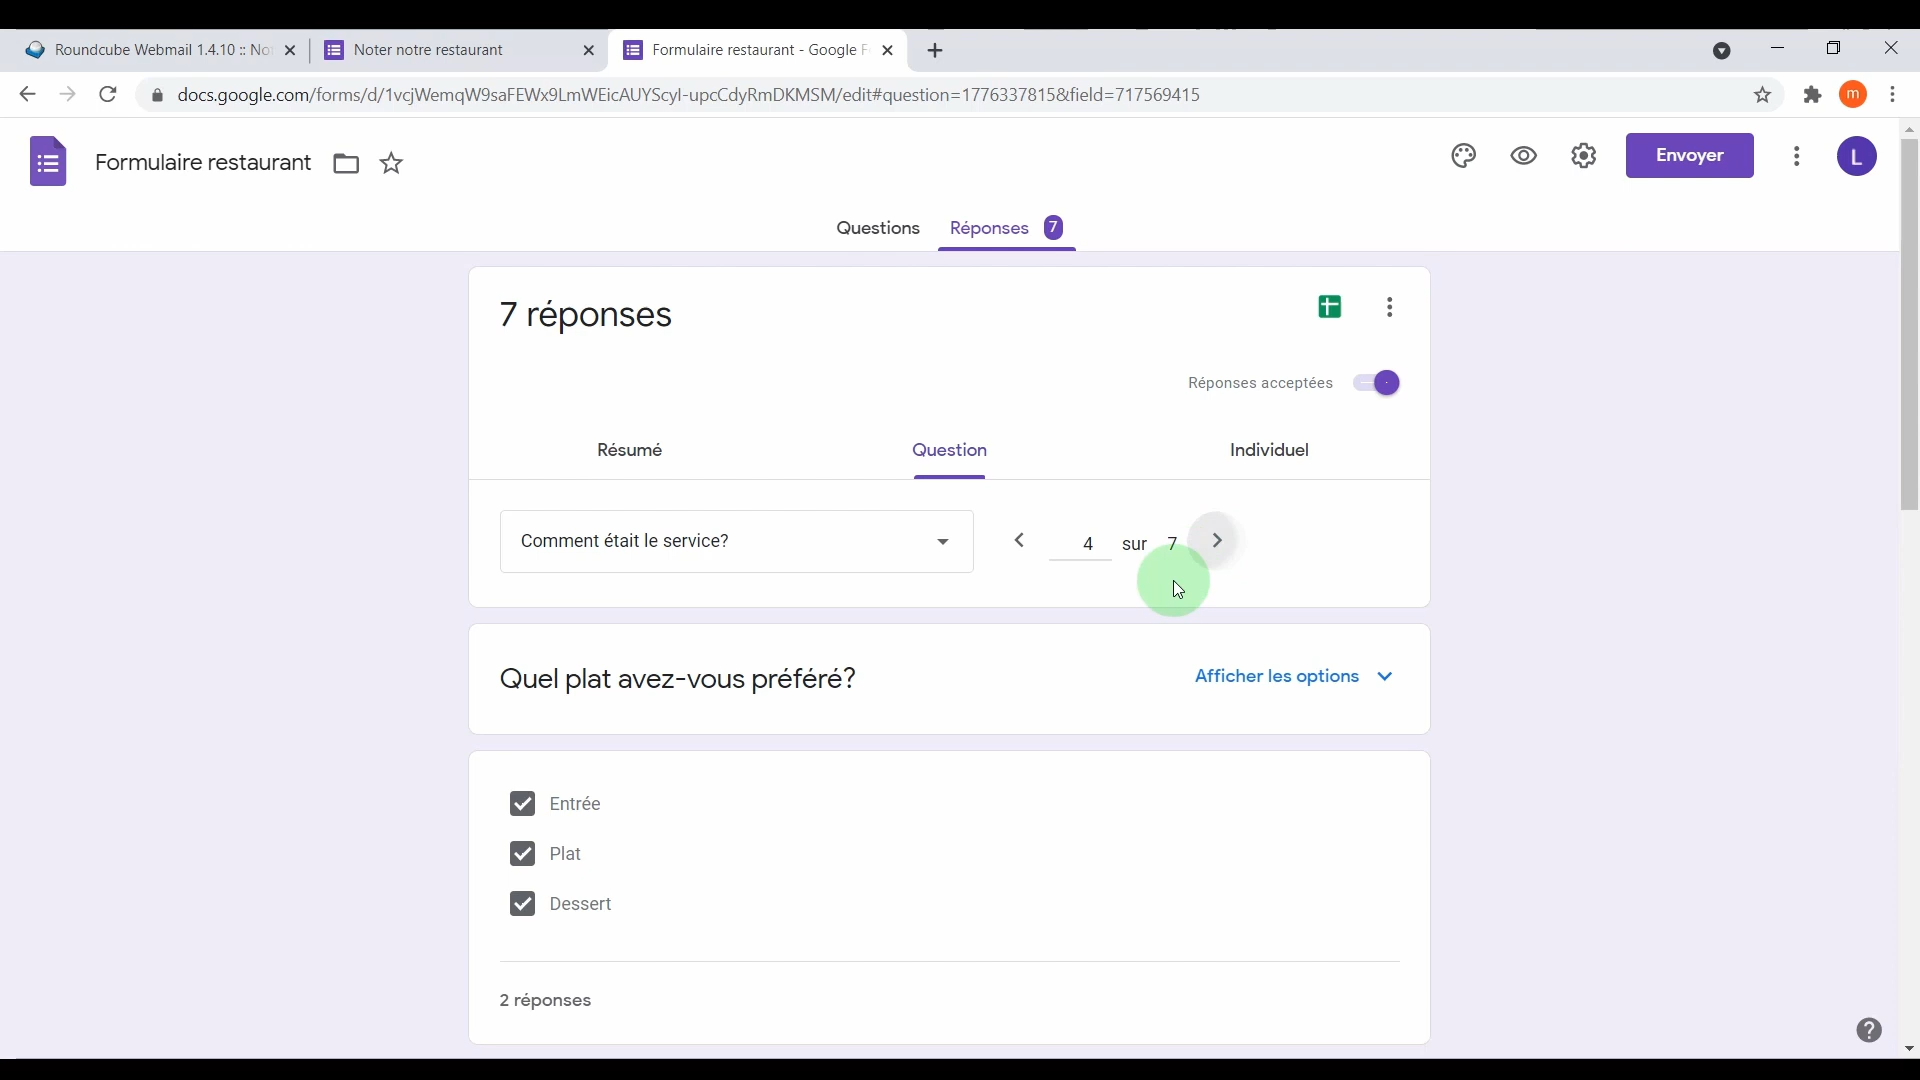 Roundcube Webmail 1.4.10 :: No
Noter notre restaurant
Formulaire restaurant - Google F
docs.google.com/forms/d/1vcjWemqW9saFEWx9LmWEicAUYScyI-upcCdyRmDKMSM/edit#question=1776337815&field=717569415
m
Formulaire restaurant
Envoyer
L
Questions
Réponses 7
7 réponses
Réponses acceptées
Résumé
Question
Individuel
Comment était le service?
4 sur 7
Quel plat avez-vous préféré?
Afficher les options
Entrée
Plat
Dessert
2 réponses